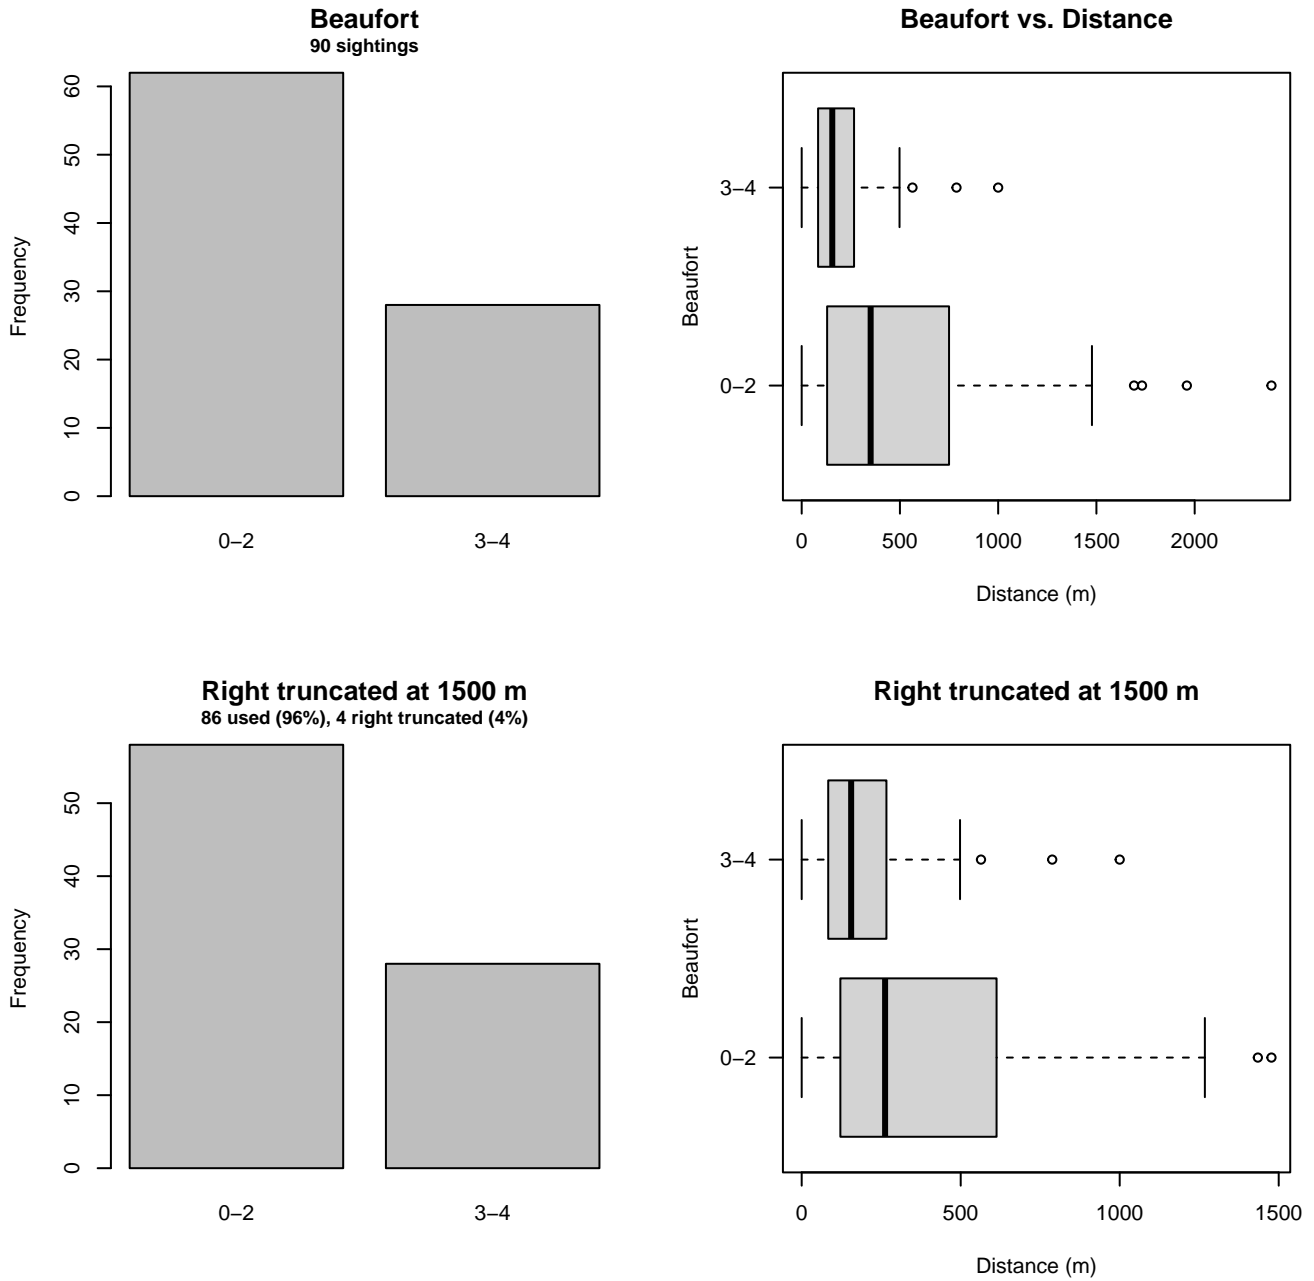 Beaufort
90 sightings
Frequency
60
50
40
30
20
10
0
0–2
3–4
Beaufort vs. Distance
Beaufort
3–4
0–2
0
500
1000
1500
2000
Distance (m)
Right truncated at 1500 m
86 used (96%), 4 right truncated (4%)
Frequency
50
40
30
20
10
0
0–2
3–4
Right truncated at 1500 m
Beaufort
3–4
0–2
0
500
1000
1500
Distance (m)